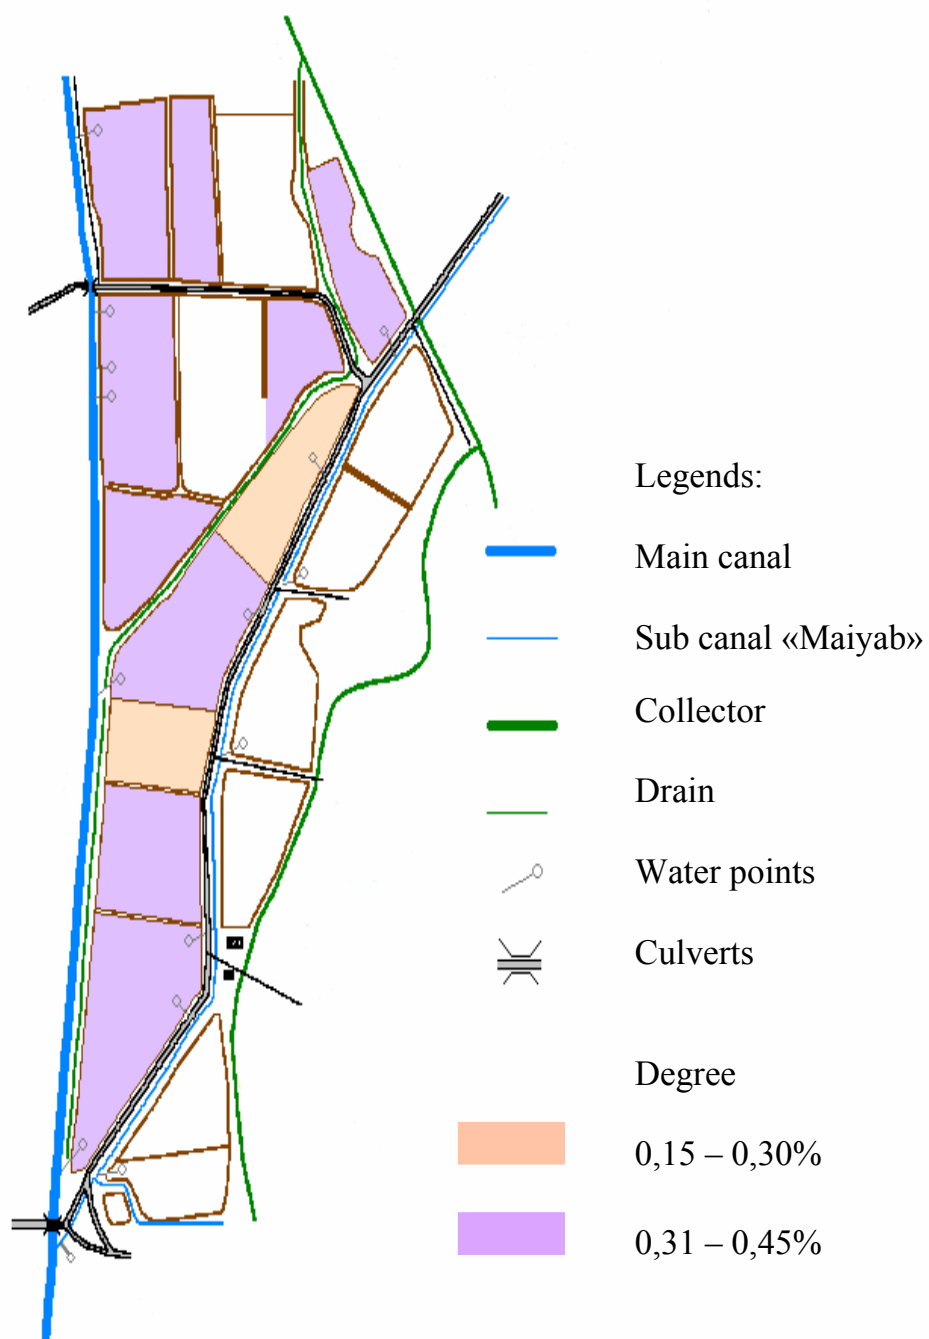 Legends:
Main canal
Sub canal «Maiyab»
Collector
Drain
Water points
Culverts
Degree
0,15 – 0,30%
0,31 – 0,45%